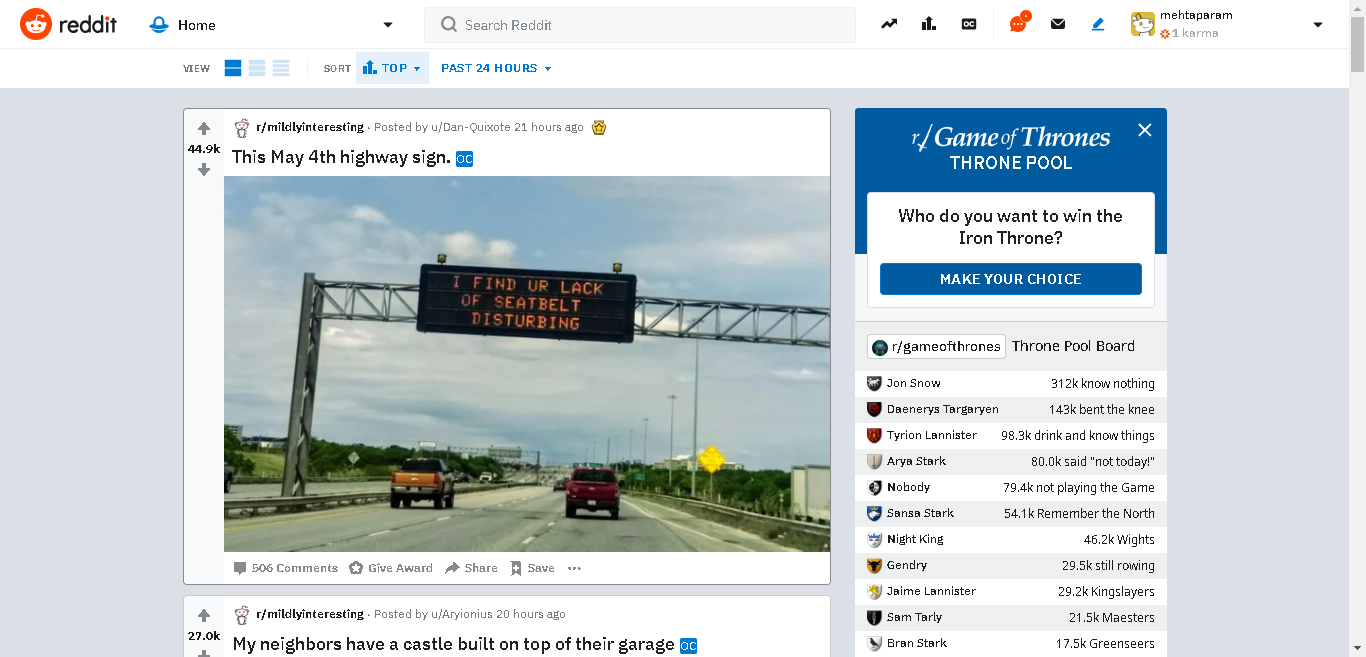 reddit
Home
Search Reddit
OC
mehtaparam
1 karma
VIEW
SORT
TOP
PAST 24 HOURS
44.9k
r/mildlyinteresting · Posted by u/Dan-Quixote 21 hours ago
This May 4th highway sign. OC
I FIND UR LACK
OF SEATBELT
DISTURBING
506 Comments Give Award Share Save
27.0k
r/mildlyinteresting · Posted by u/Aryionius 20 hours ago
My neighbors have a castle built on top of their garage OC
r/Game of Thrones
THRONE POOL
Who do you want to win the
Iron Throne?
MAKE YOUR CHOICE
r/gameofthrones Throne Pool Board
Jon Snow 312k know nothing
Daenerys Targaryen 143k bent the knee
Tyrion Lannister 98.3k drink and know things
Arya Stark 80.0k said "not today!"
Nobody 79.4k not playing the Game
Sansa Stark 54.1k Remember the North
Night King 46.2k Wights
Gendry 29.5k still rowing
Jaime Lannister 29.2k Kingslayers
Sam Tarly 21.5k Maesters
Bran Stark 17.5k Greenseers